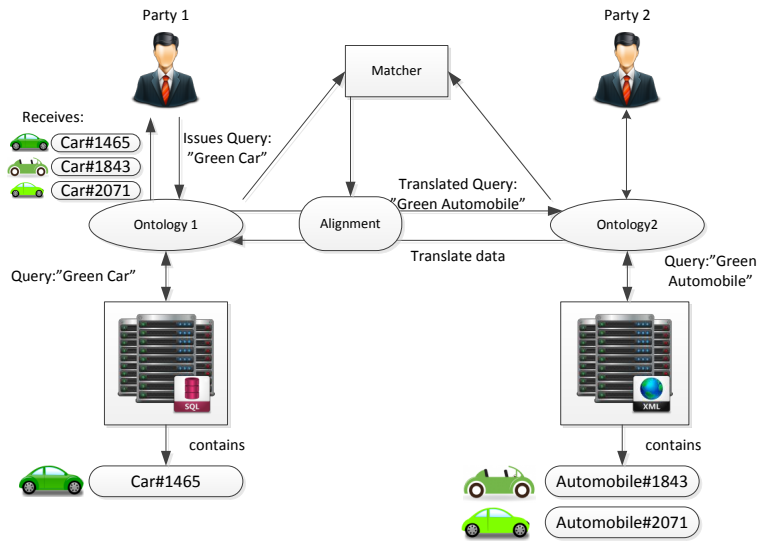 Party 1
Party 2
Matcher
Receives:
Car#1465
Car#1843
Car#2071
Issues Query:
”Green Car”
Translated Query:
”Green Automobile”
Ontology 1
Alignment
Ontology2
Translate data
Query:”Green Car”
Query:”Green
Automobile”
SQL
XML
contains
contains
Car#1465
Automobile#1843
Automobile#2071